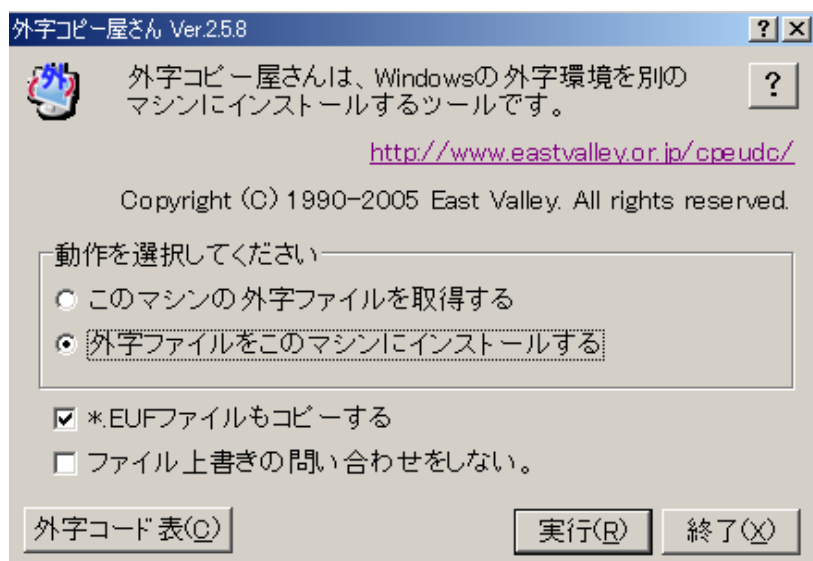 外字コピー屋さん Ver.2.5.8
? ×
外
外字コピー屋さんは、Windowsの外字環境を別の
マシンにインストールするツールです。
?
http://www.eastvalley.or.jp/cpeudc/
Copyright (C) 1990-2005 East Valley. All rights reserved.
動作を選択してください
このマシンの外字ファイルを取得する
外字ファイルをこのマシンにインストールする
*.EUFファイルもコピーする
ファイル上書きの問い合わせをしない。
外字コード表(C) 実行(R) 終了(X)